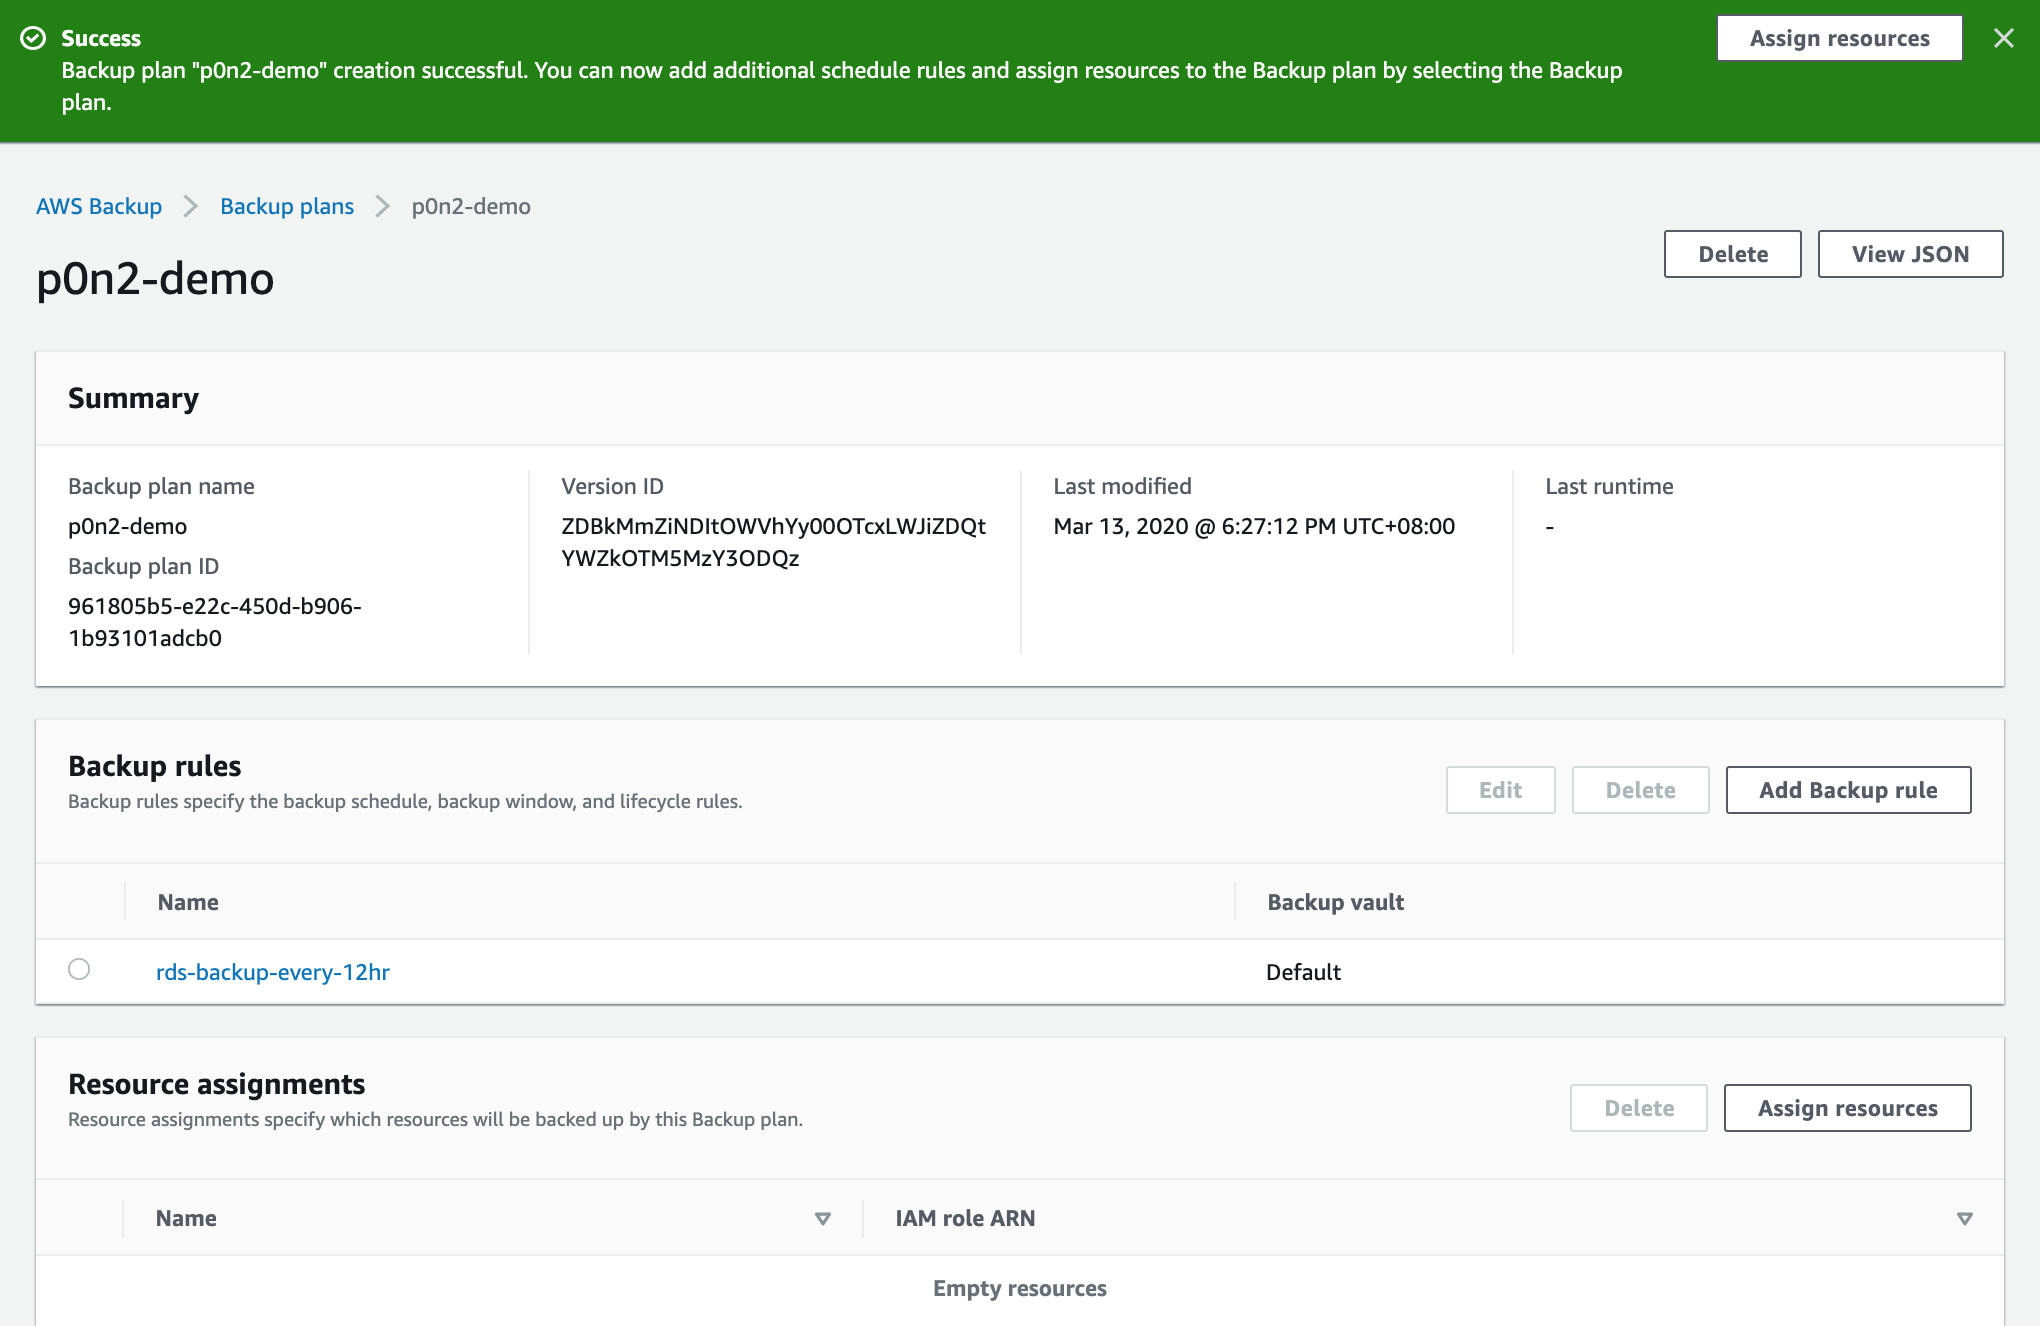 Success
Assign resources
Backup plan "p0n2-demo" creation successful. You can now add additional schedule rules and assign resources to the Backup plan by selecting the Backup
plan.
AWS Backup
Backup plans
p0n2-demo
p0n2-demo
Delete
View JSON
Summary
Backup plan name
p0n2-demo
Backup plan ID
961805b5-e22c-450d-b906-
1b93101adcb0
Version ID
ZDBkMmZiNDItOWVhYy00OTcxLWJiZDQt
YWZkOTM5MzY3ODQz
Last modified
Mar 13, 2020 @ 6:27:12 PM UTC+08:00
Last runtime
-
Backup rules
Backup rules specify the backup schedule, backup window, and lifecycle rules.
Edit
Delete
Add Backup rule
Name
Backup vault
rds-backup-every-12hr
Default
Resource assignments
Resource assignments specify which resources will be backed up by this Backup plan.
Delete
Assign resources
Name
IAM role ARN
Empty resources